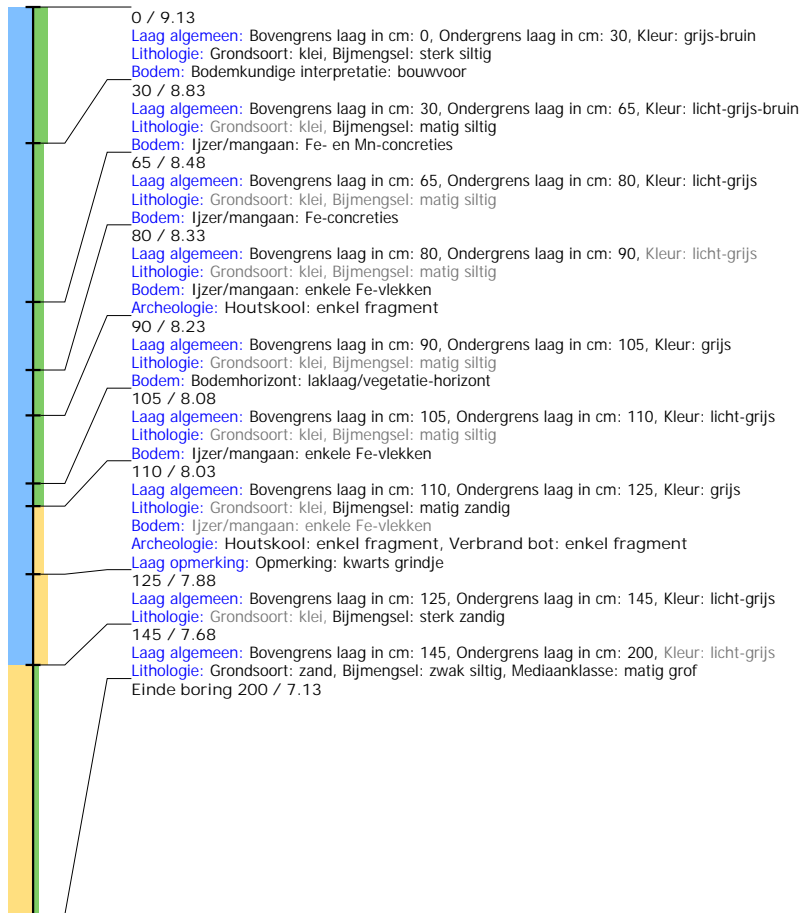 0 / 9.13
Laag algemeen: Bovengrens laag in cm: 0, Ondergrens laag in cm: 30, Kleur: grijs-bruin
Lithologie: Grondsoort: klei, Bijmengsel: sterk siltig
Bodem: Bodemkundige interpretatie: bouwvoor
30 / 8.83
Laag algemeen: Bovengrens laag in cm: 30, Ondergrens laag in cm: 65, Kleur: licht-grijs-bruin
Lithologie: Grondsoort: klei, Bijmengsel: matig siltig
Bodem: Ijzer/mangaan: Fe- en Mn-concreties
65 / 8.48
Laag algemeen: Bovengrens laag in cm: 65, Ondergrens laag in cm: 80, Kleur: licht-grijs
Lithologie: Grondsoort: klei, Bijmengsel: matig siltig
Bodem: Ijzer/mangaan: Fe-concreties
80 / 8.33
Laag algemeen: Bovengrens laag in cm: 80, Ondergrens laag in cm: 90, Kleur: licht-grijs
Lithologie: Grondsoort: klei, Bijmengsel: matig siltig
Bodem: Ijzer/mangaan: enkele Fe-vlekken
Archeologie: Houtskool: enkel fragment
90 / 8.23
Laag algemeen: Bovengrens laag in cm: 90, Ondergrens laag in cm: 105, Kleur: grijs
Lithologie: Grondsoort: klei, Bijmengsel: matig siltig
Bodem: Bodemhorizont: laklaag/vegetatie-horizont
105 / 8.08
Laag algemeen: Bovengrens laag in cm: 105, Ondergrens laag in cm: 110, Kleur: licht-grijs
Lithologie: Grondsoort: klei, Bijmengsel: matig siltig
Bodem: Ijzer/mangaan: enkele Fe-vlekken
110 / 8.03
Laag algemeen: Bovengrens laag in cm: 110, Ondergrens laag in cm: 125, Kleur: grijs
Lithologie: Grondsoort: klei, Bijmengsel: matig zandig
Bodem: Ijzer/mangaan: enkele Fe-vlekken
Archeologie: Houtskool: enkel fragment, Verbrand bot: enkel fragment
Laag opmerking: Opmerking: kwarts grindje
125 / 7.88
Laag algemeen: Bovengrens laag in cm: 125, Ondergrens laag in cm: 145, Kleur: licht-grijs
Lithologie: Grondsoort: klei, Bijmengsel: sterk zandig
145 / 7.68
Laag algemeen: Bovengrens laag in cm: 145, Ondergrens laag in cm: 200, Kleur: licht-grijs
Lithologie: Grondsoort: zand, Bijmengsel: zwak siltig, Mediaanklasse: matig grof
Einde boring 200 / 7.13